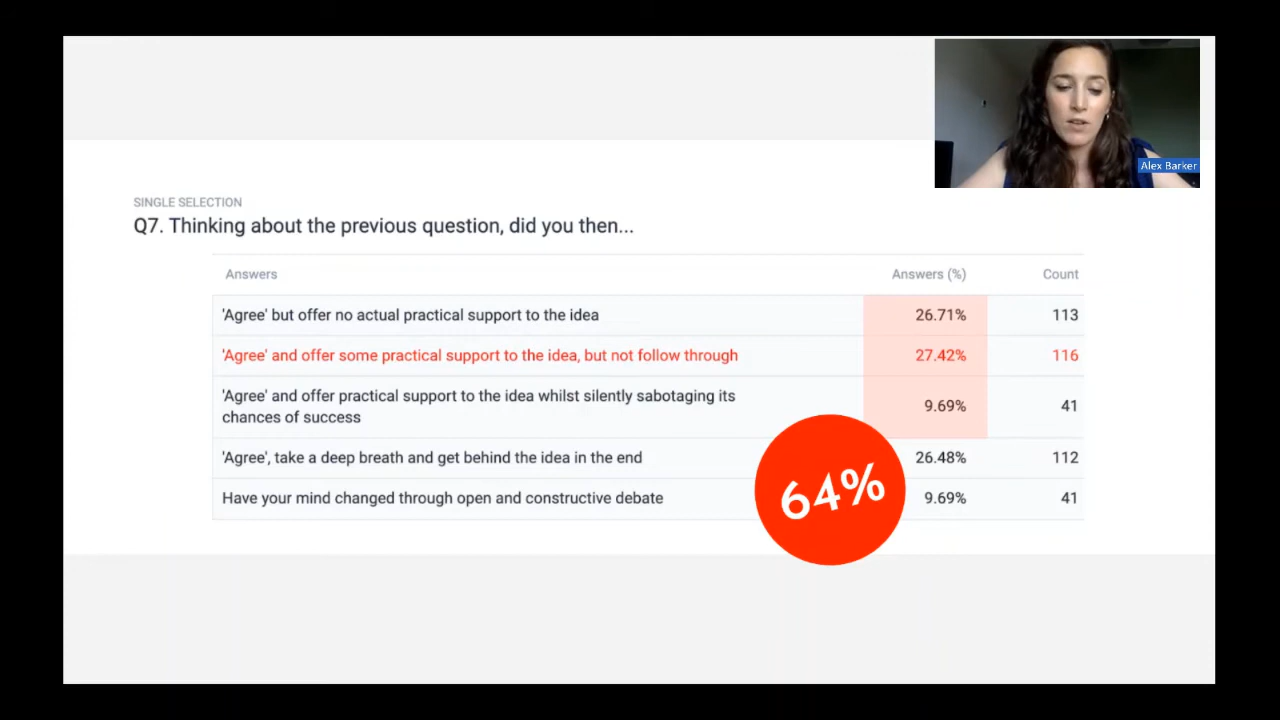 Alex Barker
SINGLE SELECTION
Q7. Thinking about the previous question, did you then...
Answers Answers (%) Count
'Agree' but offer no actual practical support to the idea 26.71% 113
'Agree' and offer some practical support to the idea, but not follow through 27.42% 116
'Agree' and offer practical support to the idea whilst silently sabotaging its
chances of success 9.69% 41
'Agree', take a deep breath and get behind the idea in the end 26.48% 112
Have your mind changed through open and constructive debate 9.69% 41
64%